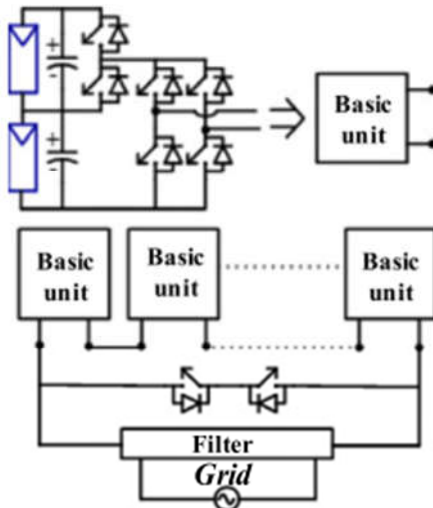 +
-
+
-
Basic
unit
Basic
unit
Basic
unit
Basic
unit
Filter
Grid